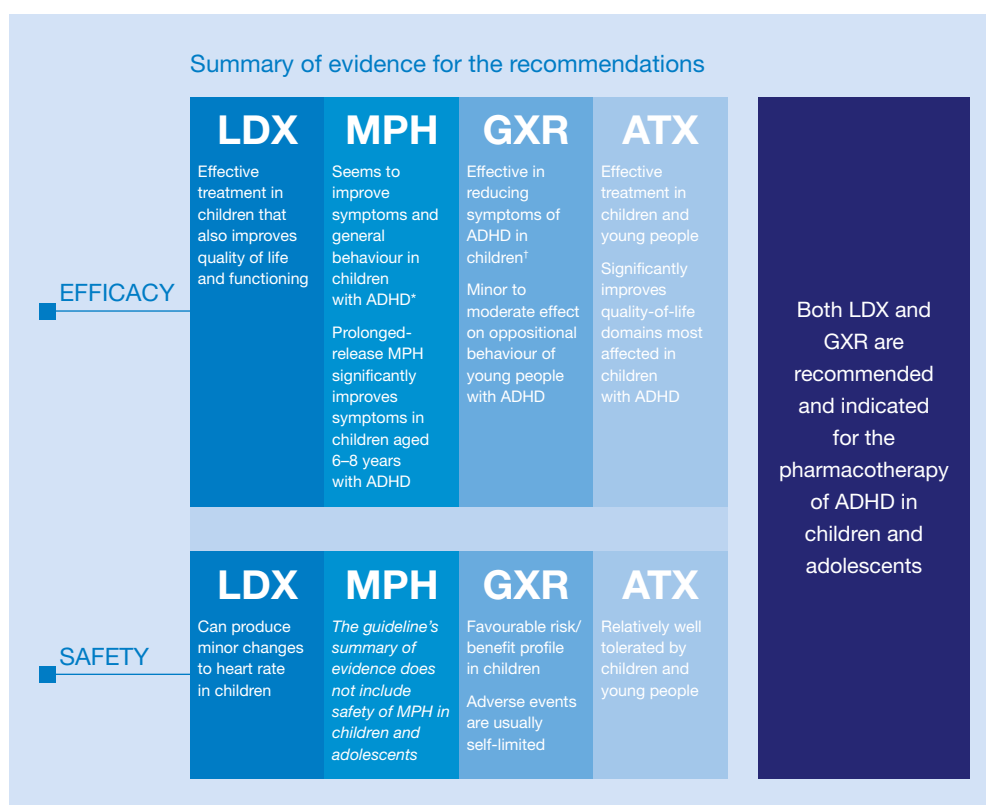 Summary of evidence for the recommendations
EFFICACY
LDX
Effective
treatment in
children that
also improves
quality of life
and functioning
MPH
Seems to
improve
symptoms and
general
behaviour in
children
with ADHD*
Prolonged-
release MPH
significantly
improves
symptoms in
children aged
6–8 years
with ADHD
GXR
Effective in
reducing
symptoms of
ADHD in
children†
Minor to
moderate effect
on oppositional
behaviour of
young people
with ADHD
ATX
Effective
treatment in
children and
young people
Significantly
improves
quality-of-life
domains most
affected in
children
with ADHD
SAFETY
LDX
Can produce
minor changes
to heart rate
in children
MPH
The guideline's
summary of
evidence does
not include
safety of MPH in
children and
adolescents
GXR
Favourable risk/
benefit profile
in children
Adverse events
are usually
self-limited
ATX
Relatively well
tolerated by
children and
young people
Both LDX and
GXR are
recommended
and indicated
for the
pharmacotherapy
of ADHD in
children and
adolescents